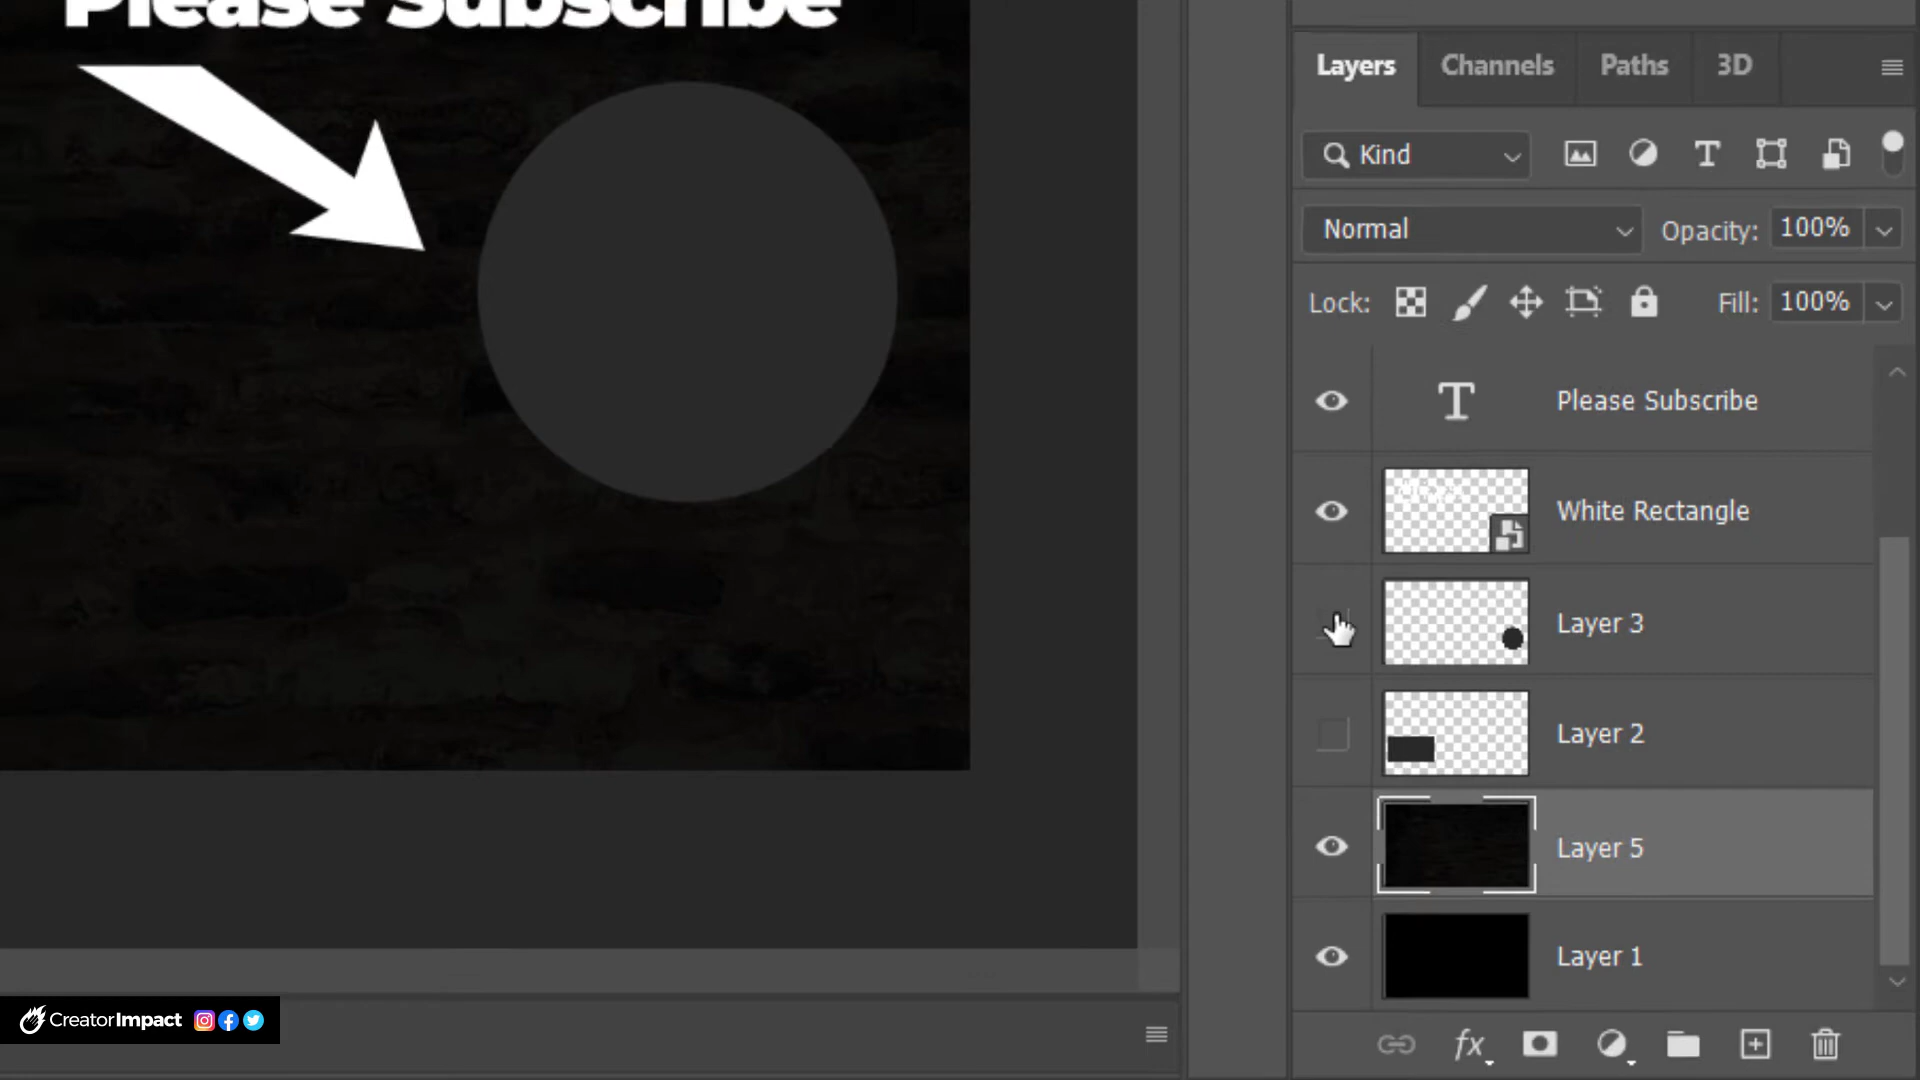 Please Subscribe
Layers Channels Paths 3D
Kind
Normal Opacity: 100%
Lock: Fill: 100%
T Please Subscribe
White Rectangle
Layer 3
Layer 2
Layer 5
Layer 1
CreatorImpact
fx